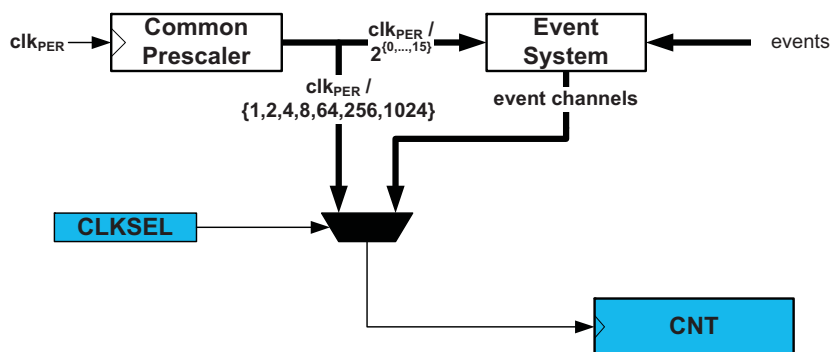 clkPER
Common
Prescaler
clkPER /
2{0,...,15}
Event
System
events
clkPER /
{1,2,4,8,64,256,1024}
event channels
CLKSEL
CNT